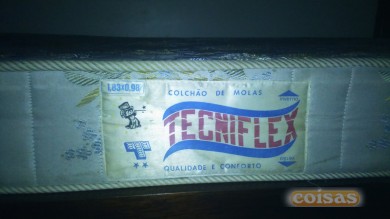 COLCHÃO DE MOLAS
TECNIFLEX
QUALIDADE E CONFORTO
coisas